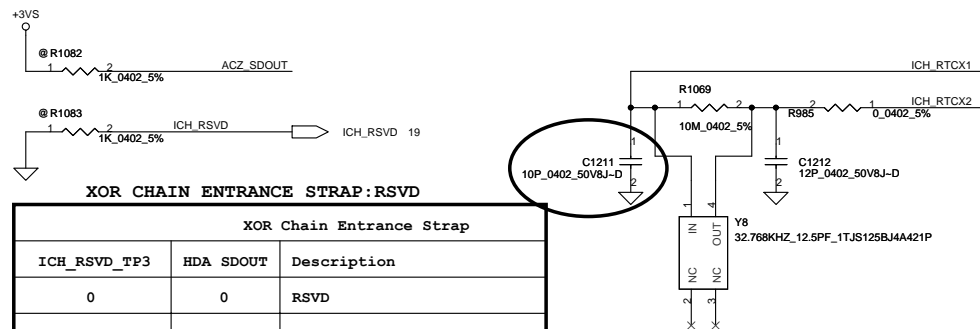 +3VS
@ R1082
1 2 ACZ_SDOUT
1K_0402_5%
@ R1083
1 2 ICH_RSVD ICH_RSVD 19
1K_0402_5%
ICH_RTCX1
R1069
1 2 2 1 ICH_RTCX2
10M_0402_5% R985 0_0402_5%
1 1
C1211 C1212
10P_0402_50V8J~D 12P_0402_50V8J~D
2 2
1 4
IN OUT
NC NC
2 3
Y8
32.768KHZ_12.5PF_1TJS125BJ4A421P
XOR CHAIN ENTRANCE STRAP:RSVD
XOR Chain Entrance Strap
ICH_RSVD_TP3 HDA SDOUT Description
0 0 RSVD